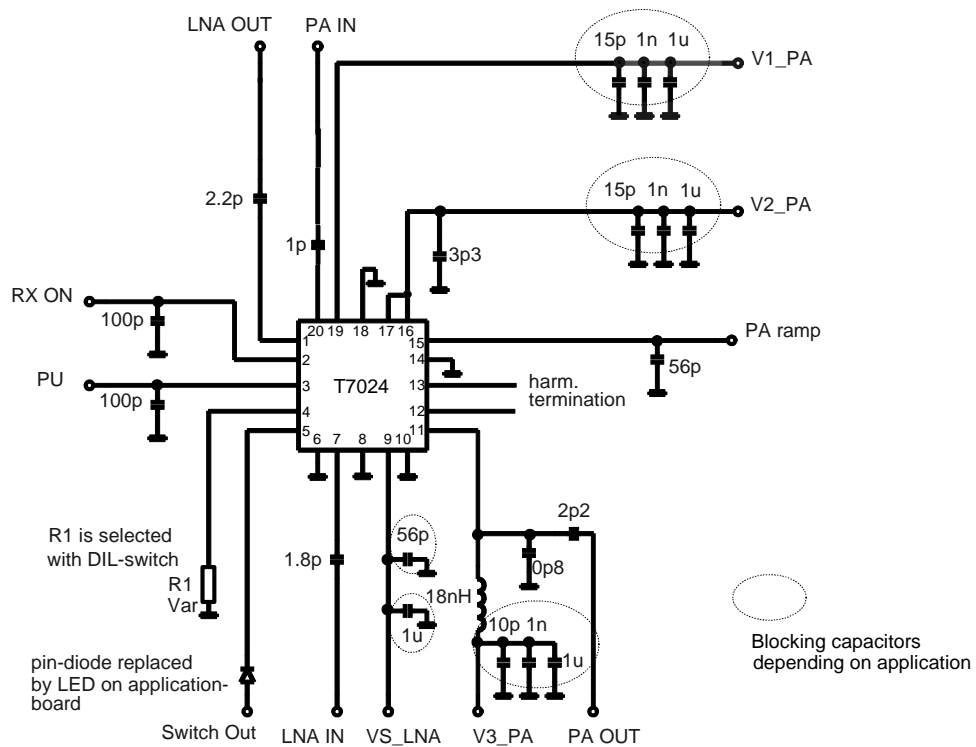 LNA OUT
PA IN
15p 1n 1u
V1_PA
2.2p
15p 1n 1u
V2_PA
1p
3p3
RX ON
100p
20 19 18 17 16
1
2
3
4
5
15
14
13
12
11
T7024
6 7 8 9 10
PA ramp
56p
PU
100p
harm.
termination
R1 is selected
with DIL-switch
R1
Var
1.8p
56p
1u
2p2
0p8
18nH
10p 1n
1u
Blocking capacitors
depending on application
pin-diode replaced
by LED on application-
board
Switch Out
LNA IN
VS_LNA
V3_PA
PA OUT